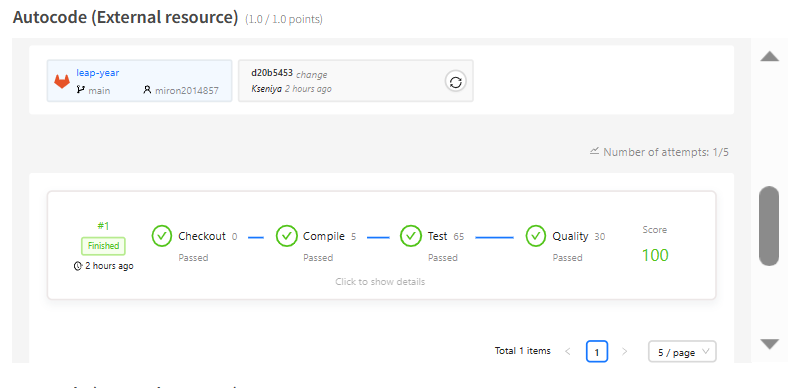 Autocode (External resource) (1.0 / 1.0 points)
leap-year
main miron2014857
d20b5453 change
Kseniya 2 hours ago
Number of attempts: 1/5
#1
Finished
2 hours ago
Checkout 0
Passed
Compile 5
Passed
Test 65
Passed
Quality 30
Passed
Score
100
Click to show details
Total 1 items < 1 > 5 / page